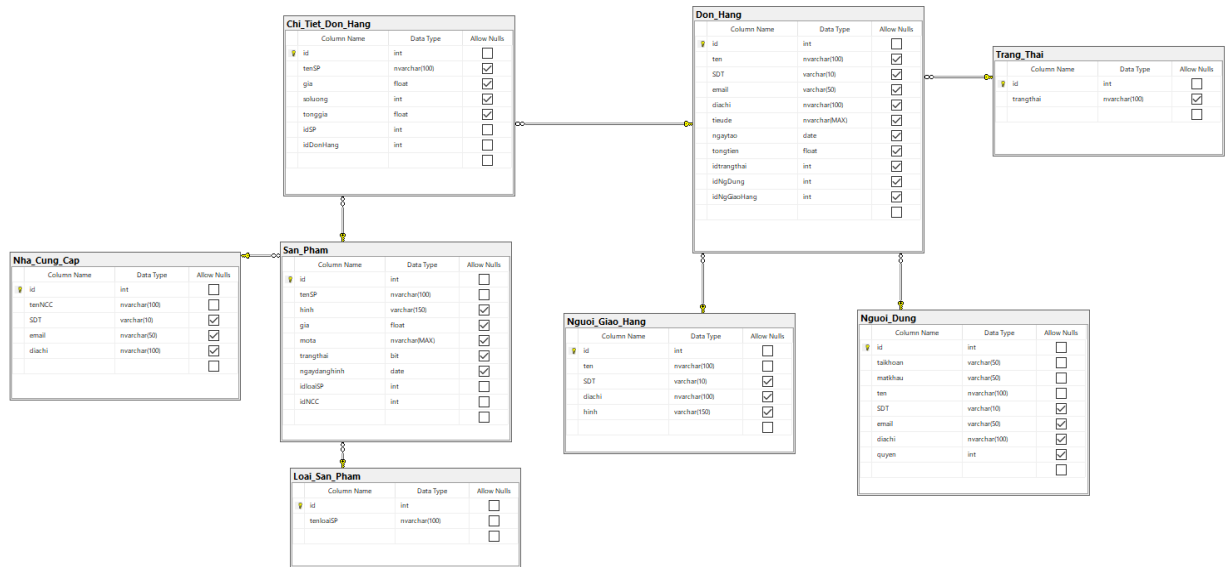 Chi_Tiet_Don_Hang
Column Name Data Type Allow Nulls
id int
tenSP nvarchar(100)
gia float
soluong int
tonggia float
idSP int
idDonHang int
Don_Hang
Column Name Data Type Allow Nulls
id int
ten nvarchar(100)
SDT varchar(10)
email varchar(50)
diachi nvarchar(100)
tieude nvarchar(MAX)
ngaytao date
tongtien float
idtrangthai int
idNgDung int
idNgGiaoHang int
Trang_Thai
Column Name Data Type Allow Nulls
id int
trangthai nvarchar(100)
Nha_Cung_Cap
Column Name Data Type Allow Nulls
id int
tenNCC nvarchar(100)
SDT varchar(10)
email nvarchar(50)
diachi nvarchar(100)
San_Pham
Column Name Data Type Allow Nulls
id int
tenSP nvarchar(100)
hinh varchar(150)
gia float
mota nvarchar(MAX)
trangthai bit
ngaydanghinh date
idloaiSP int
idNCC int
Nguoi_Giao_Hang
Column Name Data Type Allow Nulls
id int
ten nvarchar(100)
SDT varchar(10)
diachi nvarchar(100)
hinh varchar(150)
Nguoi_Dung
Column Name Data Type Allow Nulls
id int
taikhoan varchar(50)
matkhau varchar(50)
ten nvarchar(100)
SDT varchar(10)
email varchar(50)
diachi nvarchar(100)
quyen int
Loai_San_Pham
Column Name Data Type Allow Nulls
id int
tenloaiSP nvarchar(100)